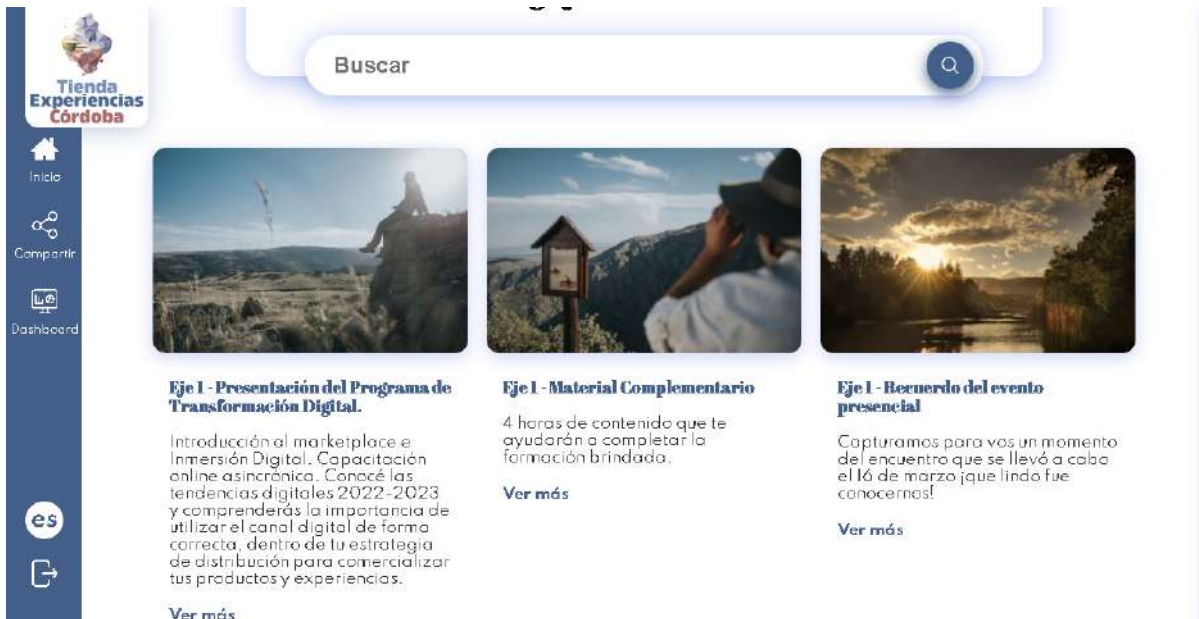 Tienda
Experiencias
Córdoba
Buscar
Inicio
Compartir
Dashboard
es
Eje 1 - Presentación del Programa de
Transformación Digital.
Introducción al marketplace e
Inmersión Digital. Capacitación
online asincrónica. Conocé las
tendencias digitales 2022-2023
y comprenderás la importancia de
utilizar el canal digital de forma
correcta, dentro de tu estrategia
de distribución para comercializar
tus productos y experiencias.
Ver más
Eje 1 - Material Complementario
4 horas de contenido que te
ayudarán a completar la
formación brindada.
Ver más
Eje 1 - Recuerdo del evento
presencial
Capturamos para vos un momento
del encuentro que se llevó a cabo
el 16 de marzo ¡que lindo fue
conocernos!
Ver más